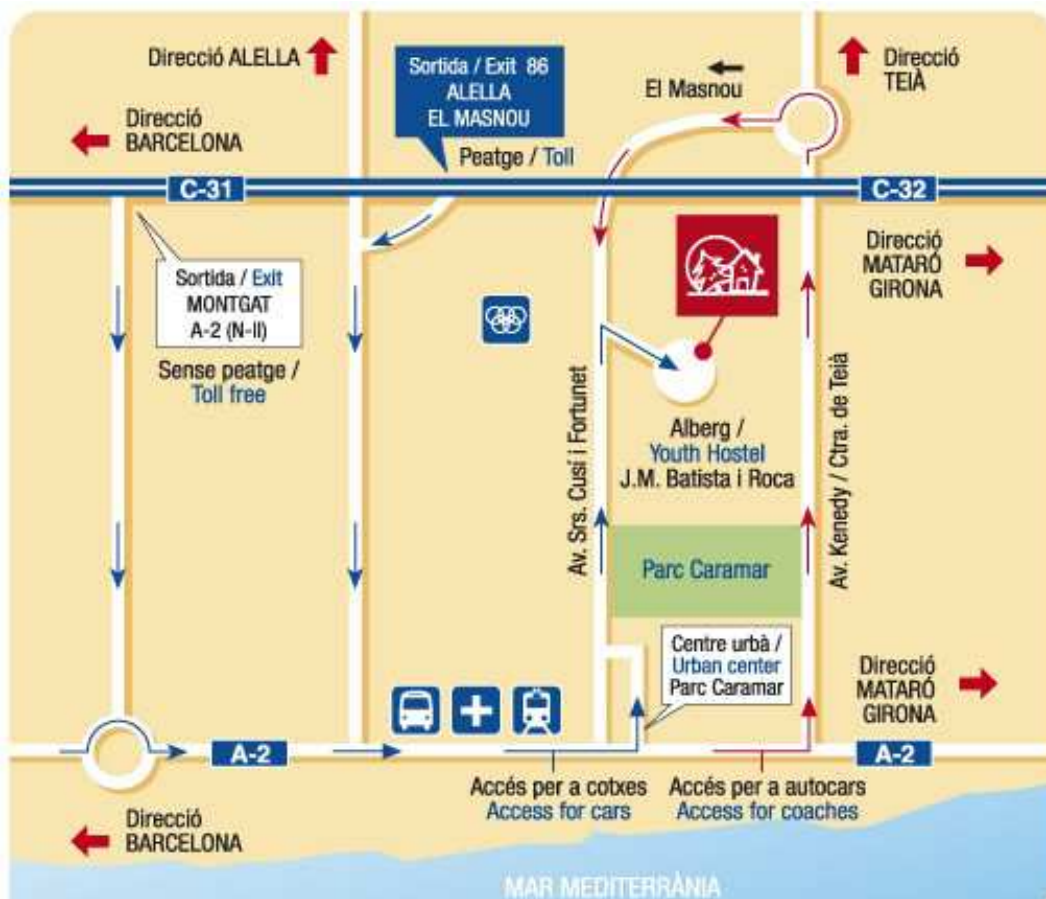 Direcció ALELLA
Sortida / Exit 86
ALELLA
EL MASNOU
El Masnou
Direcció
TEIÀ
Direcció
BARCELONA
Peatge / Toll
C-31
C-32
Sortida / Exit
MONTGAT
A-2 (N-II)
Sense peatge /
Toll free
Direcció
MATARÓ
GIRONA
Av. Srs. Cusí i Fortunet
Alberg /
Youth Hostel
J.M. Batista i Roca
Av. Kenedy / Ctra. de Teià
Parc Caramar
Centre urbà /
Urban center
Parc Caramar
Direcció
MATARÓ
GIRONA
A-2
A-2
Accés per a cotxes
Access for cars
Accés per a autocars
Access for coaches
Direcció
BARCELONA
MAR MEDITERRÀNIA